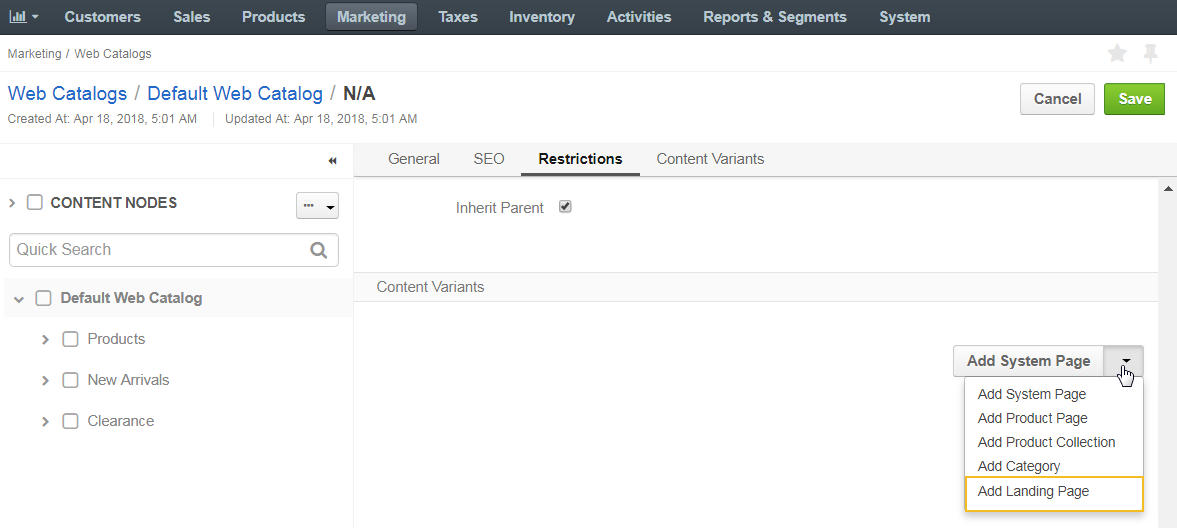 Customers Sales Products Marketing Taxes Inventory Activities Reports & Segments System
Marketing / Web Catalogs
Web Catalogs / Default Web Catalog / N/A
Cancel Save
Created At: Apr 18, 2018, 5:01 AM Updated At: Apr 18, 2018, 5:01 AM
General SEO Restrictions Content Variants
CONTENT NODES
Quick Search
Default Web Catalog
Products
New Arrivals
Clearance
Inherit Parent
Content Variants
Add System Page
Add System Page
Add Product Page
Add Product Collection
Add Category
Add Landing Page